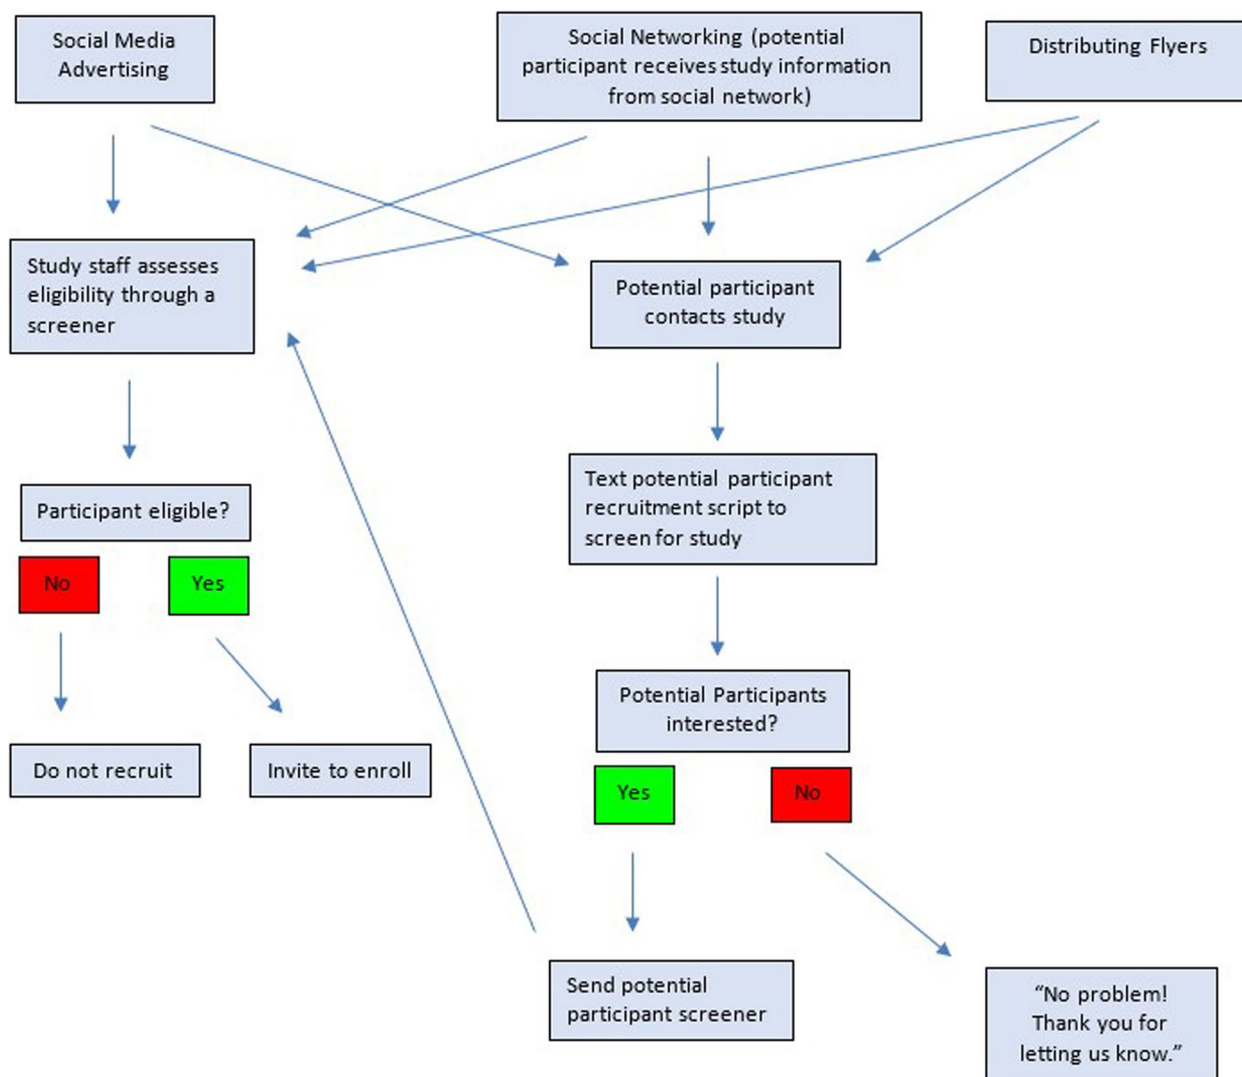 Social Media
Advertising
Social Networking (potential
participant receives study information
from social network)
Distributing Flyers
Study staff assesses
eligibility through a
screener
Potential participant
contacts study
Participant eligible?
No
Yes
Text potential participant
recruitment script to
screen for study
Do not recruit
Invite to enroll
Potential Participants
interested?
Yes
No
Send potential
participant screener
“No problem!
Thank you for
letting us know.”